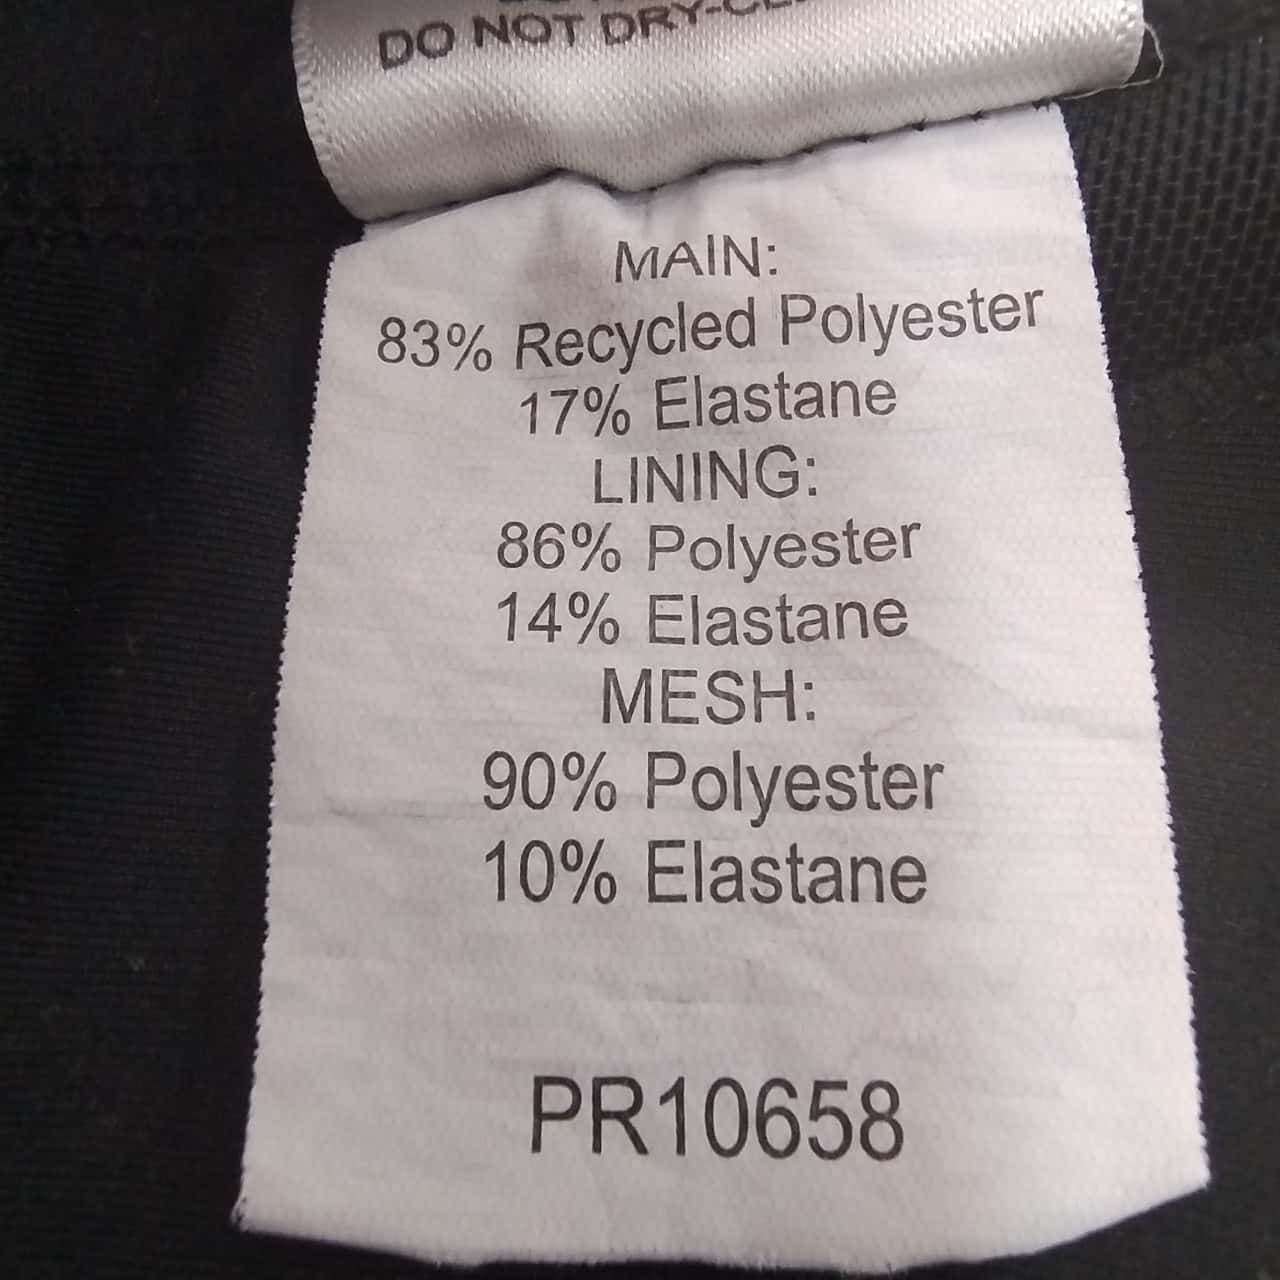 DO NOT
MAIN:
83% Recycled Polyester
17% Elastane
LINING:
86% Polyester
14% Elastane
MESH:
90% Polyester
10% Elastane
PR10658